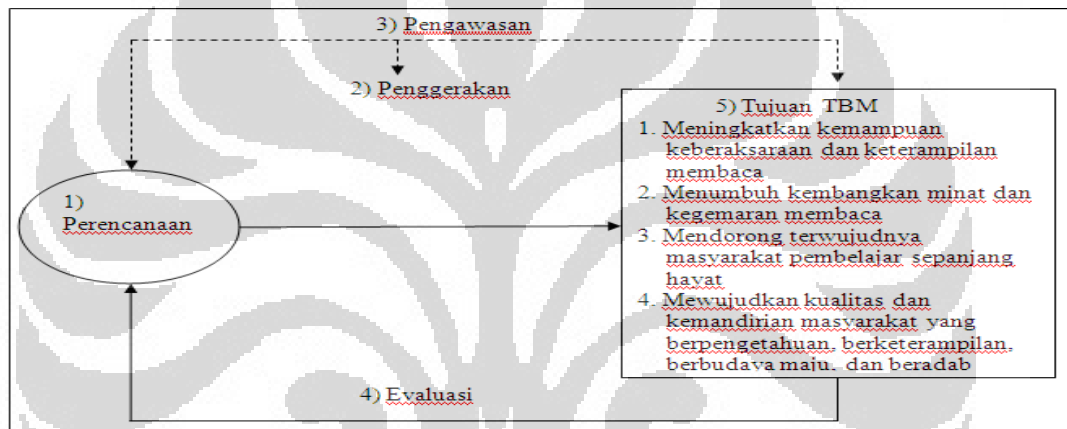 3) Pengawasan
2) Penggerakan
1)
Perencanaan
5) Tujuan TBM
1. Meningkatkan kemampuan
keberaksaraan dan keterampilan
membaca
2. Menumbuh kembangkan minat dan
kegemaran membaca
3. Mendorong terwujudnya
masyarakat pembelajar sepanjang
hayat
4. Mewujudkan kualitas dan
kemandirian masyarakat yang
berpengetahuan, berketerampilan,
berbudaya maju, dan beradab
4) Evaluasi